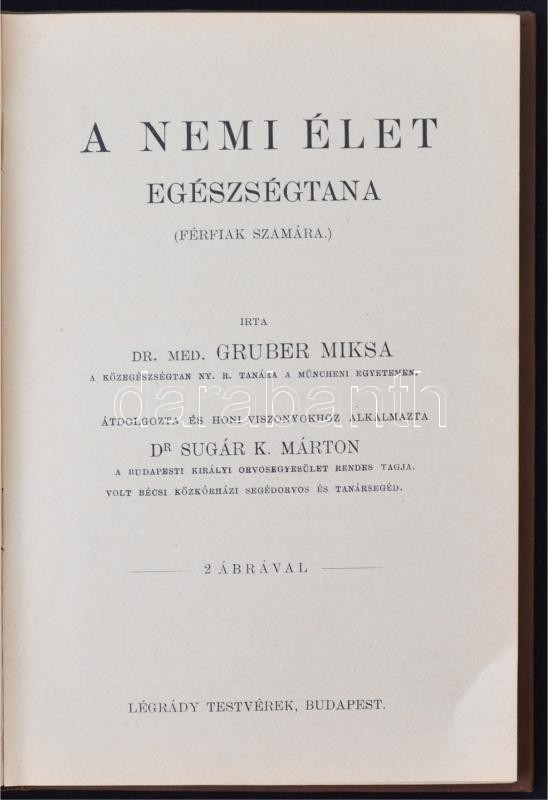 A NEMI ÉLET
EGÉSZSÉGTANA
(FÉRFIAK SZÁMÁRA.)
IRTA
DR. MED. GRUBER MIKSA
A KÖZEGÉSZSÉGTAN NY. R. TANÁRA A MÜNCHENI EGYETEMEN.
darabanth
ÁTDOLGOZTA ÉS HONI VISZONYOKHOZ ALKALMAZTA
DR SUGÁR K. MÁRTON
A BUDAPESTI KIRÁLYI ORVOSEGYESÜLET RENDES TAGJA.
VOLT BÉCSI KÖZKÓRHÁZI SEGÉDORVOS ÉS TANÁRSEGÉD.
2 ÁBRÁVAL
LÉGRÁDY TESTVÉREK, BUDAPEST.